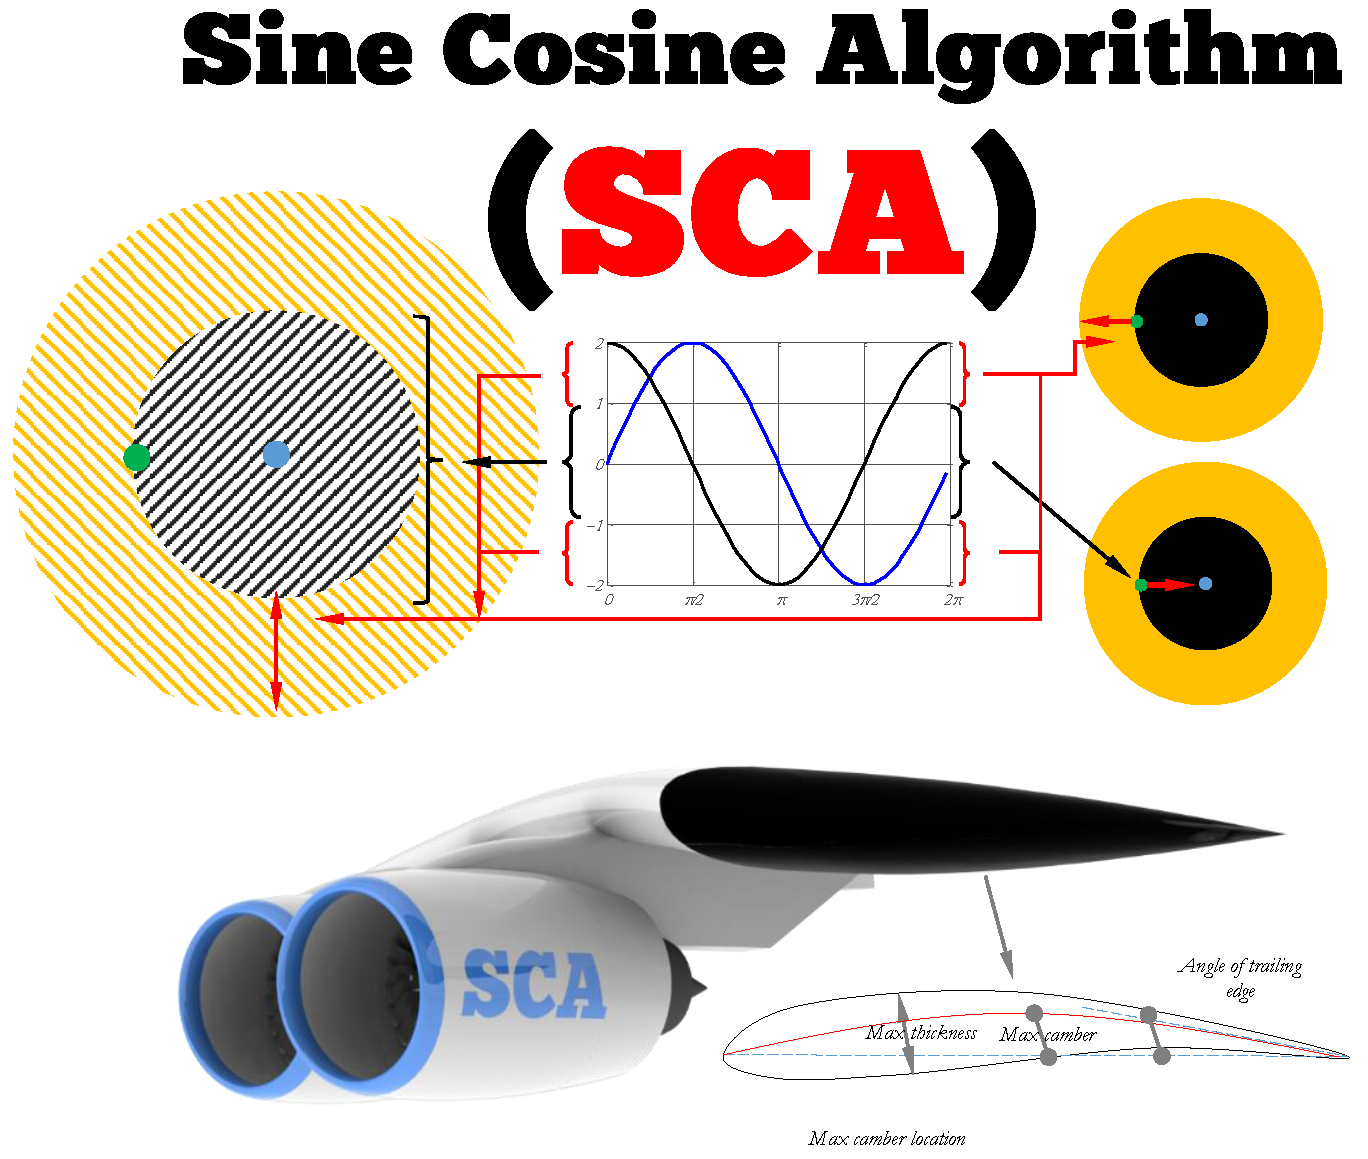 Sine Cosine Algorithm
(SCA)
2
1
0
-1
-2
0 π/2 π 3π/2 2π
SCA
Angle of trailing
edge
Max thickness
Max camber
Max camber location